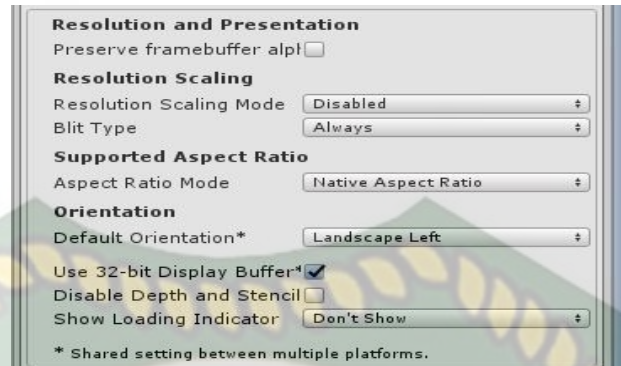 Resolution and Presentation
Preserve framebuffer alph
Resolution Scaling
Resolution Scaling Mode Disabled
Blit Type Always
Supported Aspect Ratio
Aspect Ratio Mode Native Aspect Ratio
Orientation
Default Orientation* Landscape Left
Use 32-bit Display Buffer*
Disable Depth and Stencil
Show Loading Indicator Don't Show
* Shared setting between multiple platforms.